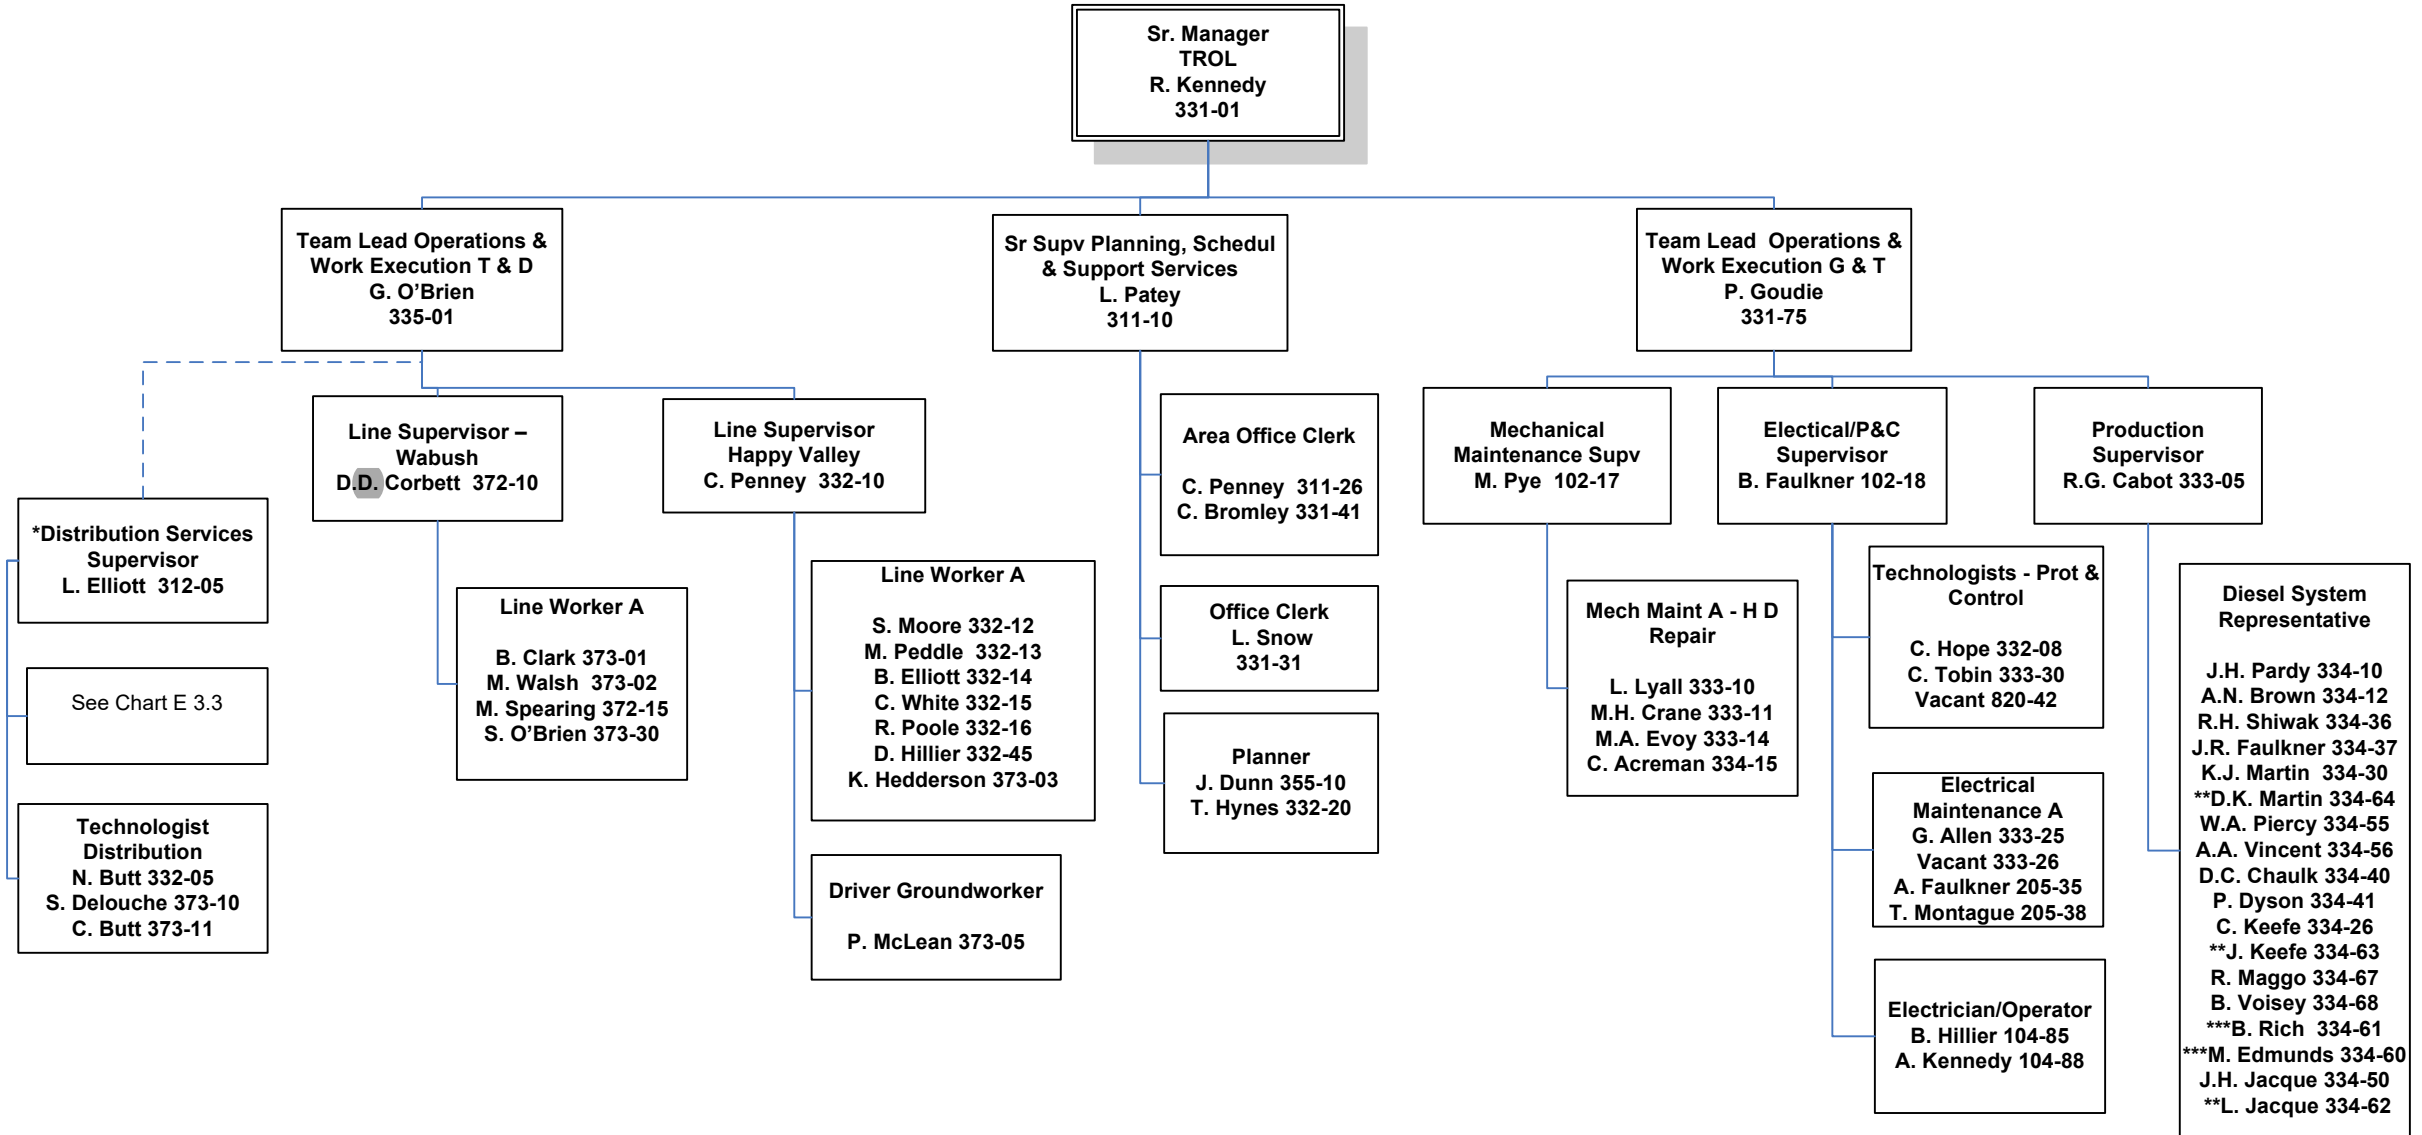 Sr. Manager
TROL
R. Kennedy
331-01
Team Lead Operations &
Work Execution T & D
G. O’Brien
335-01
Sr Supv Planning, Schedul
& Support Services
L. Patey
311-10
Team Lead  Operations &
Work Execution G & T
P. Goudie
331-75
*Distribution Services
Supervisor
L. Elliott  312-05
See Chart E 3.3
Technologist
Distribution
N. Butt 332-05
S. Delouche 373-10
C. Butt 373-11
Line Supervisor –
Wabush
D.D. Corbett  372-10
Line Worker A
B. Clark 373-01
M. Walsh  373-02
M. Spearing 372-15
S. O’Brien 373-30
Line Supervisor
Happy Valley
C. Penney  332-10
Line Worker A
S. Moore 332-12
M. Peddle  332-13
B. Elliott 332-14
C. White 332-15
R. Poole 332-16
D. Hillier 332-45
K. Hedderson 373-03
Driver Groundworker
P. McLean 373-05
Area Office Clerk
C. Penney  311-26
C. Bromley 331-41
Office Clerk
L. Snow
331-31
Planner
J. Dunn 355-10
T. Hynes 332-20
Mechanical
Maintenance Supv
M. Pye  102-17
Mech Maint A - H D
Repair
L. Lyall 333-10
M.H. Crane 333-11
M.A. Evoy 333-14
C. Acreman 334-15
Electical/P&C
Supervisor
B. Faulkner 102-18
Technologists - Prot &
Control
C. Hope 332-08
C. Tobin 333-30
Vacant 820-42
Electrical
Maintenance A
G. Allen 333-25
Vacant 333-26
A. Faulkner 205-35
T. Montague 205-38
Electrician/Operator
B. Hillier 104-85
A. Kennedy 104-88
Production
Supervisor
R.G. Cabot 333-05
Diesel System
Representative
J.H. Pardy 334-10
A.N. Brown 334-12
R.H. Shiwak 334-36
J.R. Faulkner 334-37
K.J. Martin  334-30
**D.K. Martin 334-64
W.A. Piercy 334-55
A.A. Vincent 334-56
D.C. Chaulk 334-40
P. Dyson 334-41
C. Keefe 334-26
**J. Keefe 334-63
R. Maggo 334-67
B. Voisey 334-68
***B. Rich  334-61
***M. Edmunds 334-60
J.H. Jacque 334-50
**L. Jacque 334-62